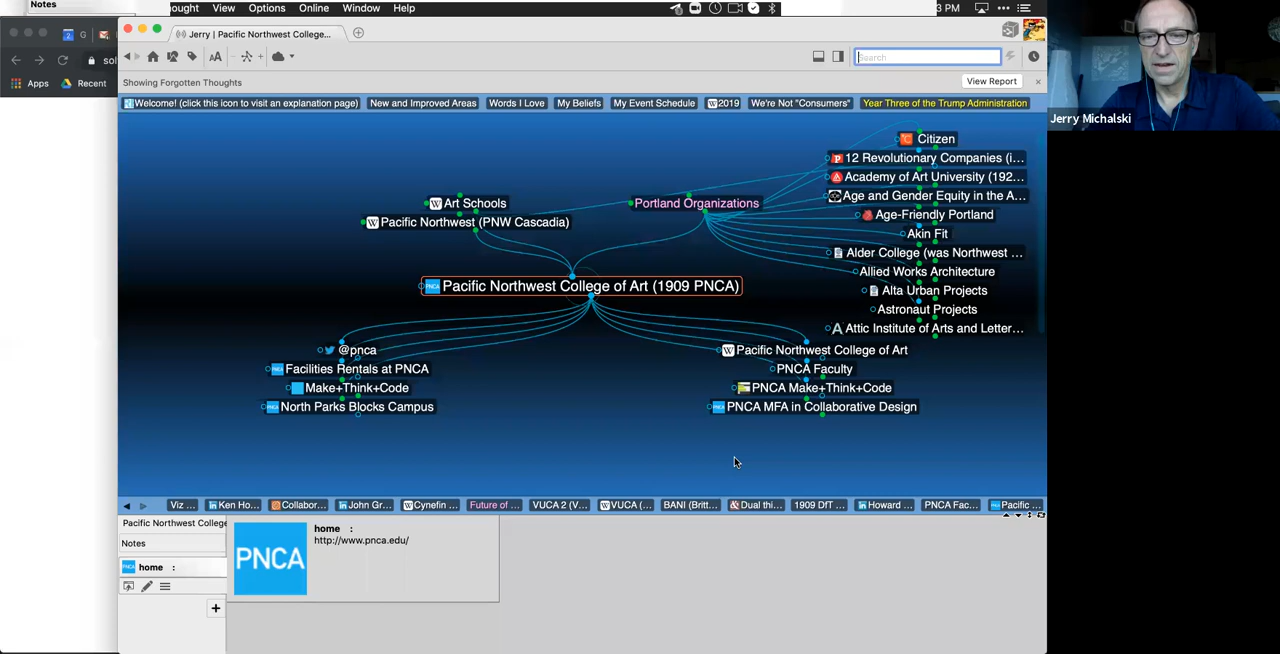 Notes
ought View Options Online Window Help
3 PM
Jerry | Pacific Northwest College...
G
sol
Apps
Recent
AA
Search
Showing Forgotten Thoughts
View Report
Welcome! (click this icon to visit an explanation page)
New and Improved Areas
Words I Love
My Beliefs
My Event Schedule
2019
We're Not "Consumers"
Year Three of the Trump Administration
Jerry Michalski
Citizen
12 Revolutionary Companies (i...
Academy of Art University (192...
Age and Gender Equity in the A...
Age-Friendly Portland
Akin Fit
Alder College (was Northwest ...
Allied Works Architecture
Alta Urban Projects
Astronaut Projects
Attic Institute of Arts and Letter...
Art Schools
Portland Organizations
Pacific Northwest (PNW Cascadia)
Pacific Northwest College of Art (1909 PNCA)
@pnca
Facilities Rentals at PNCA
Make+Think+Code
North Parks Blocks Campus
Pacific Northwest College of Art
PNCA Faculty
PNCA Make+Think+Code
PNCA MFA in Collaborative Design
Viz ...
Ken Ho...
Collabor...
John Gr...
Cynefin ...
Future of ...
VUCA 2 (V...
VUCA (...
BANI (Britt...
Dual thi...
1909 DfT ...
Howard ...
PNCA Fac...
Pacific ...
Pacific Northwest College
Notes
home :
PNCA
home :
http://www.pnca.edu/